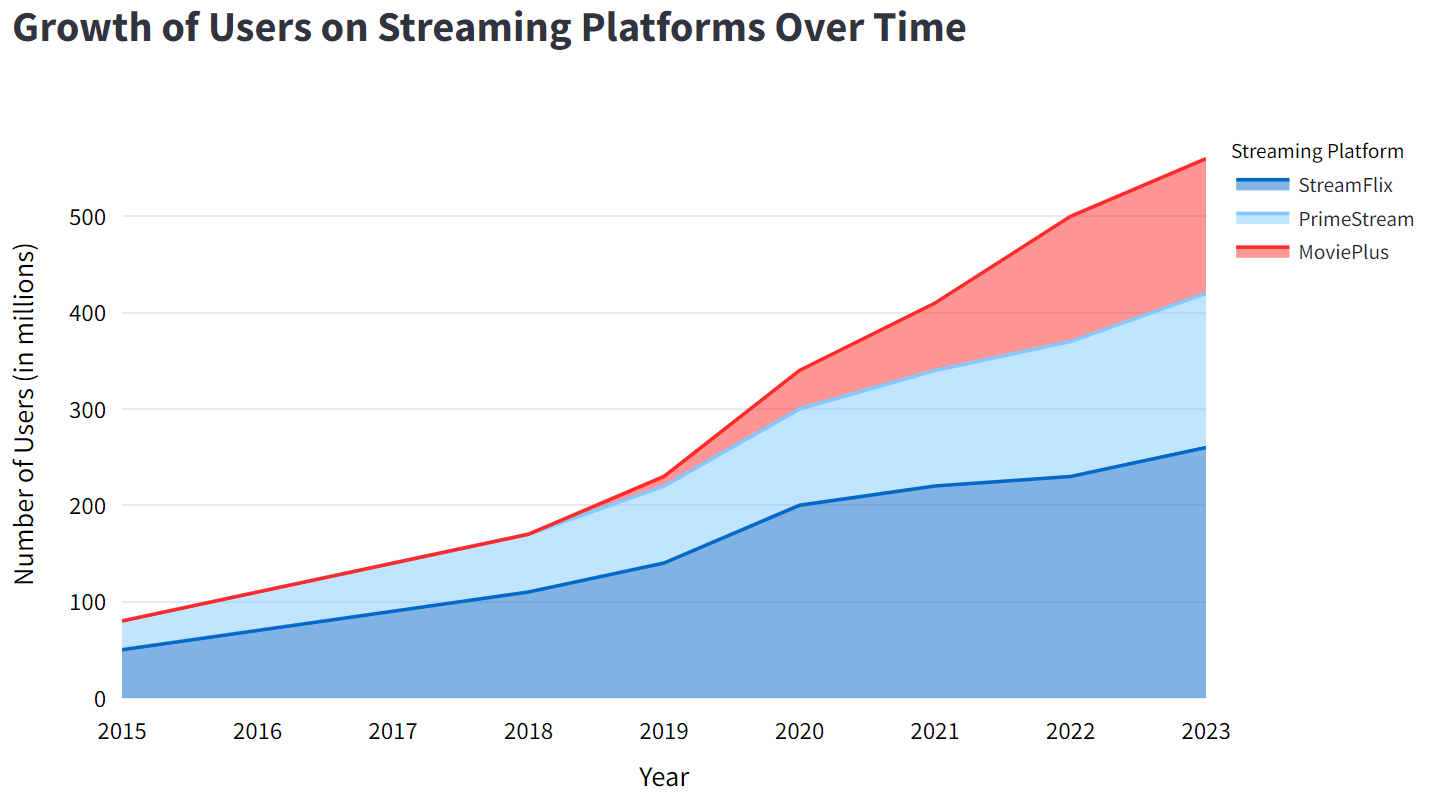 Growth of Users on Streaming Platforms Over Time
Streaming Platform
StreamFlix
PrimeStream
MoviePlus
Number of Users (in millions)
500
400
300
200
100
0
2015 2016 2017 2018 2019 2020 2021 2022 2023
Year